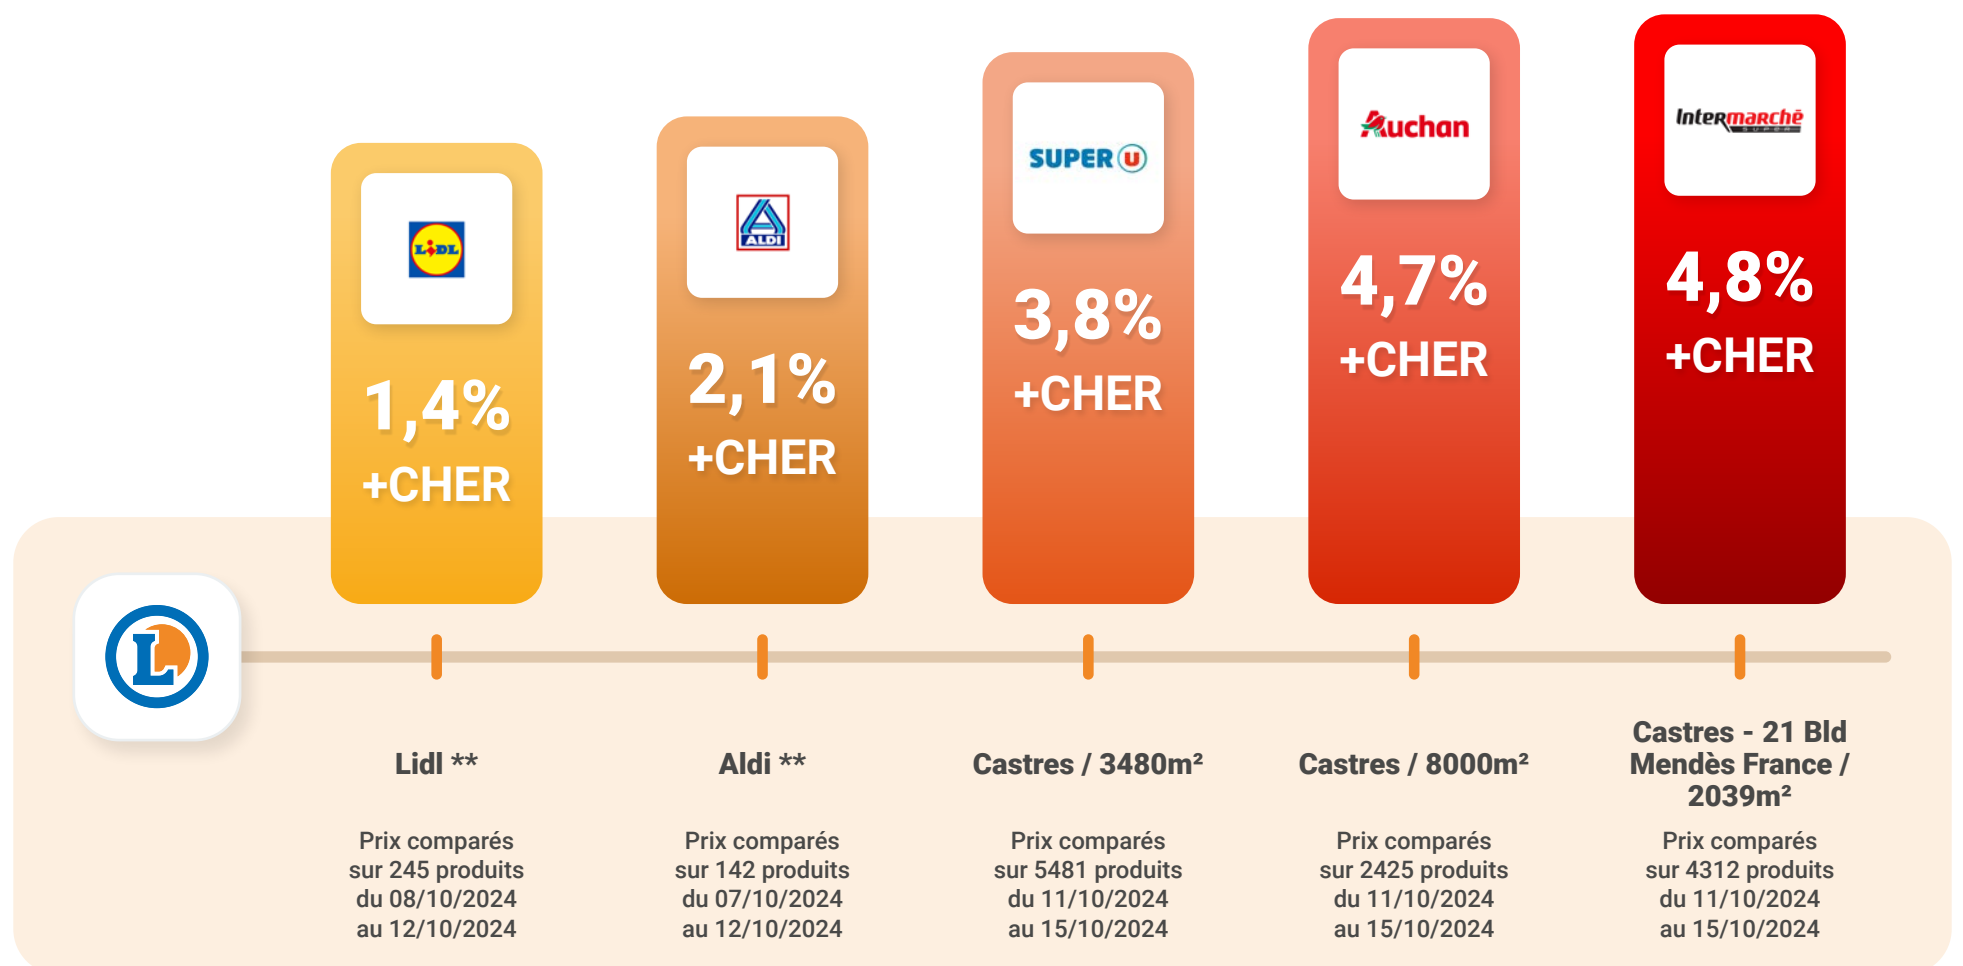 LIDL
1,4%
+CHER
ALDI
2,1%
+CHER
SUPER U
3,8%
+CHER
Auchan
4,7%
+CHER
Intermarchē
SUPER
4,8%
+CHER
L
Lidl **
Prix comparés
sur 245 produits
du 08/10/2024
au 12/10/2024
Aldi **
Prix comparés
sur 142 produits
du 07/10/2024
au 12/10/2024
Castres / 3480m²
Prix comparés
sur 5481 produits
du 11/10/2024
au 15/10/2024
Castres / 8000m²
Prix comparés
sur 2425 produits
du 11/10/2024
au 15/10/2024
Castres - 21 Bld
Mendès France /
2039m²
Prix comparés
sur 4312 produits
du 11/10/2024
au 15/10/2024